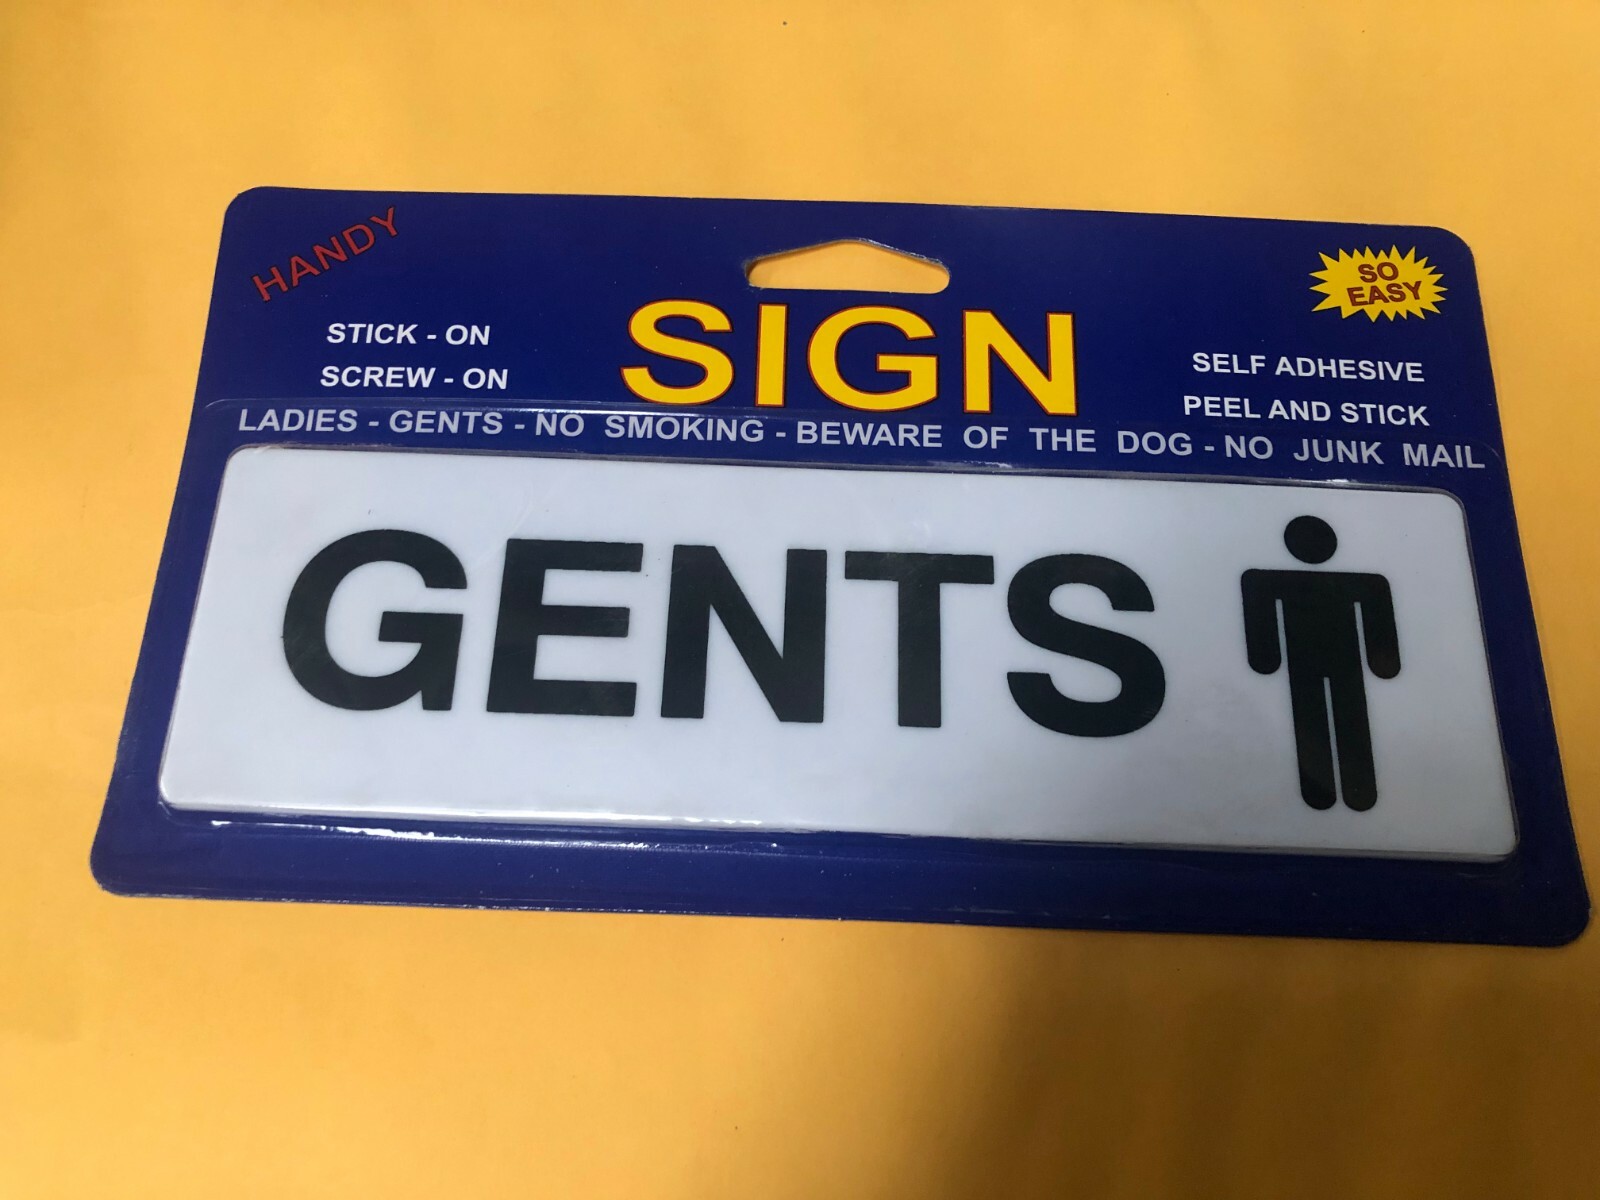 HANDY
SO
EASY
SIGN
STICK - ON
SCREW - ON
SELF ADHESIVE
PEEL AND STICK
LADIES - GENTS - NO SMOKING - BEWARE OF THE DOG - NO JUNK MAIL
GENTS